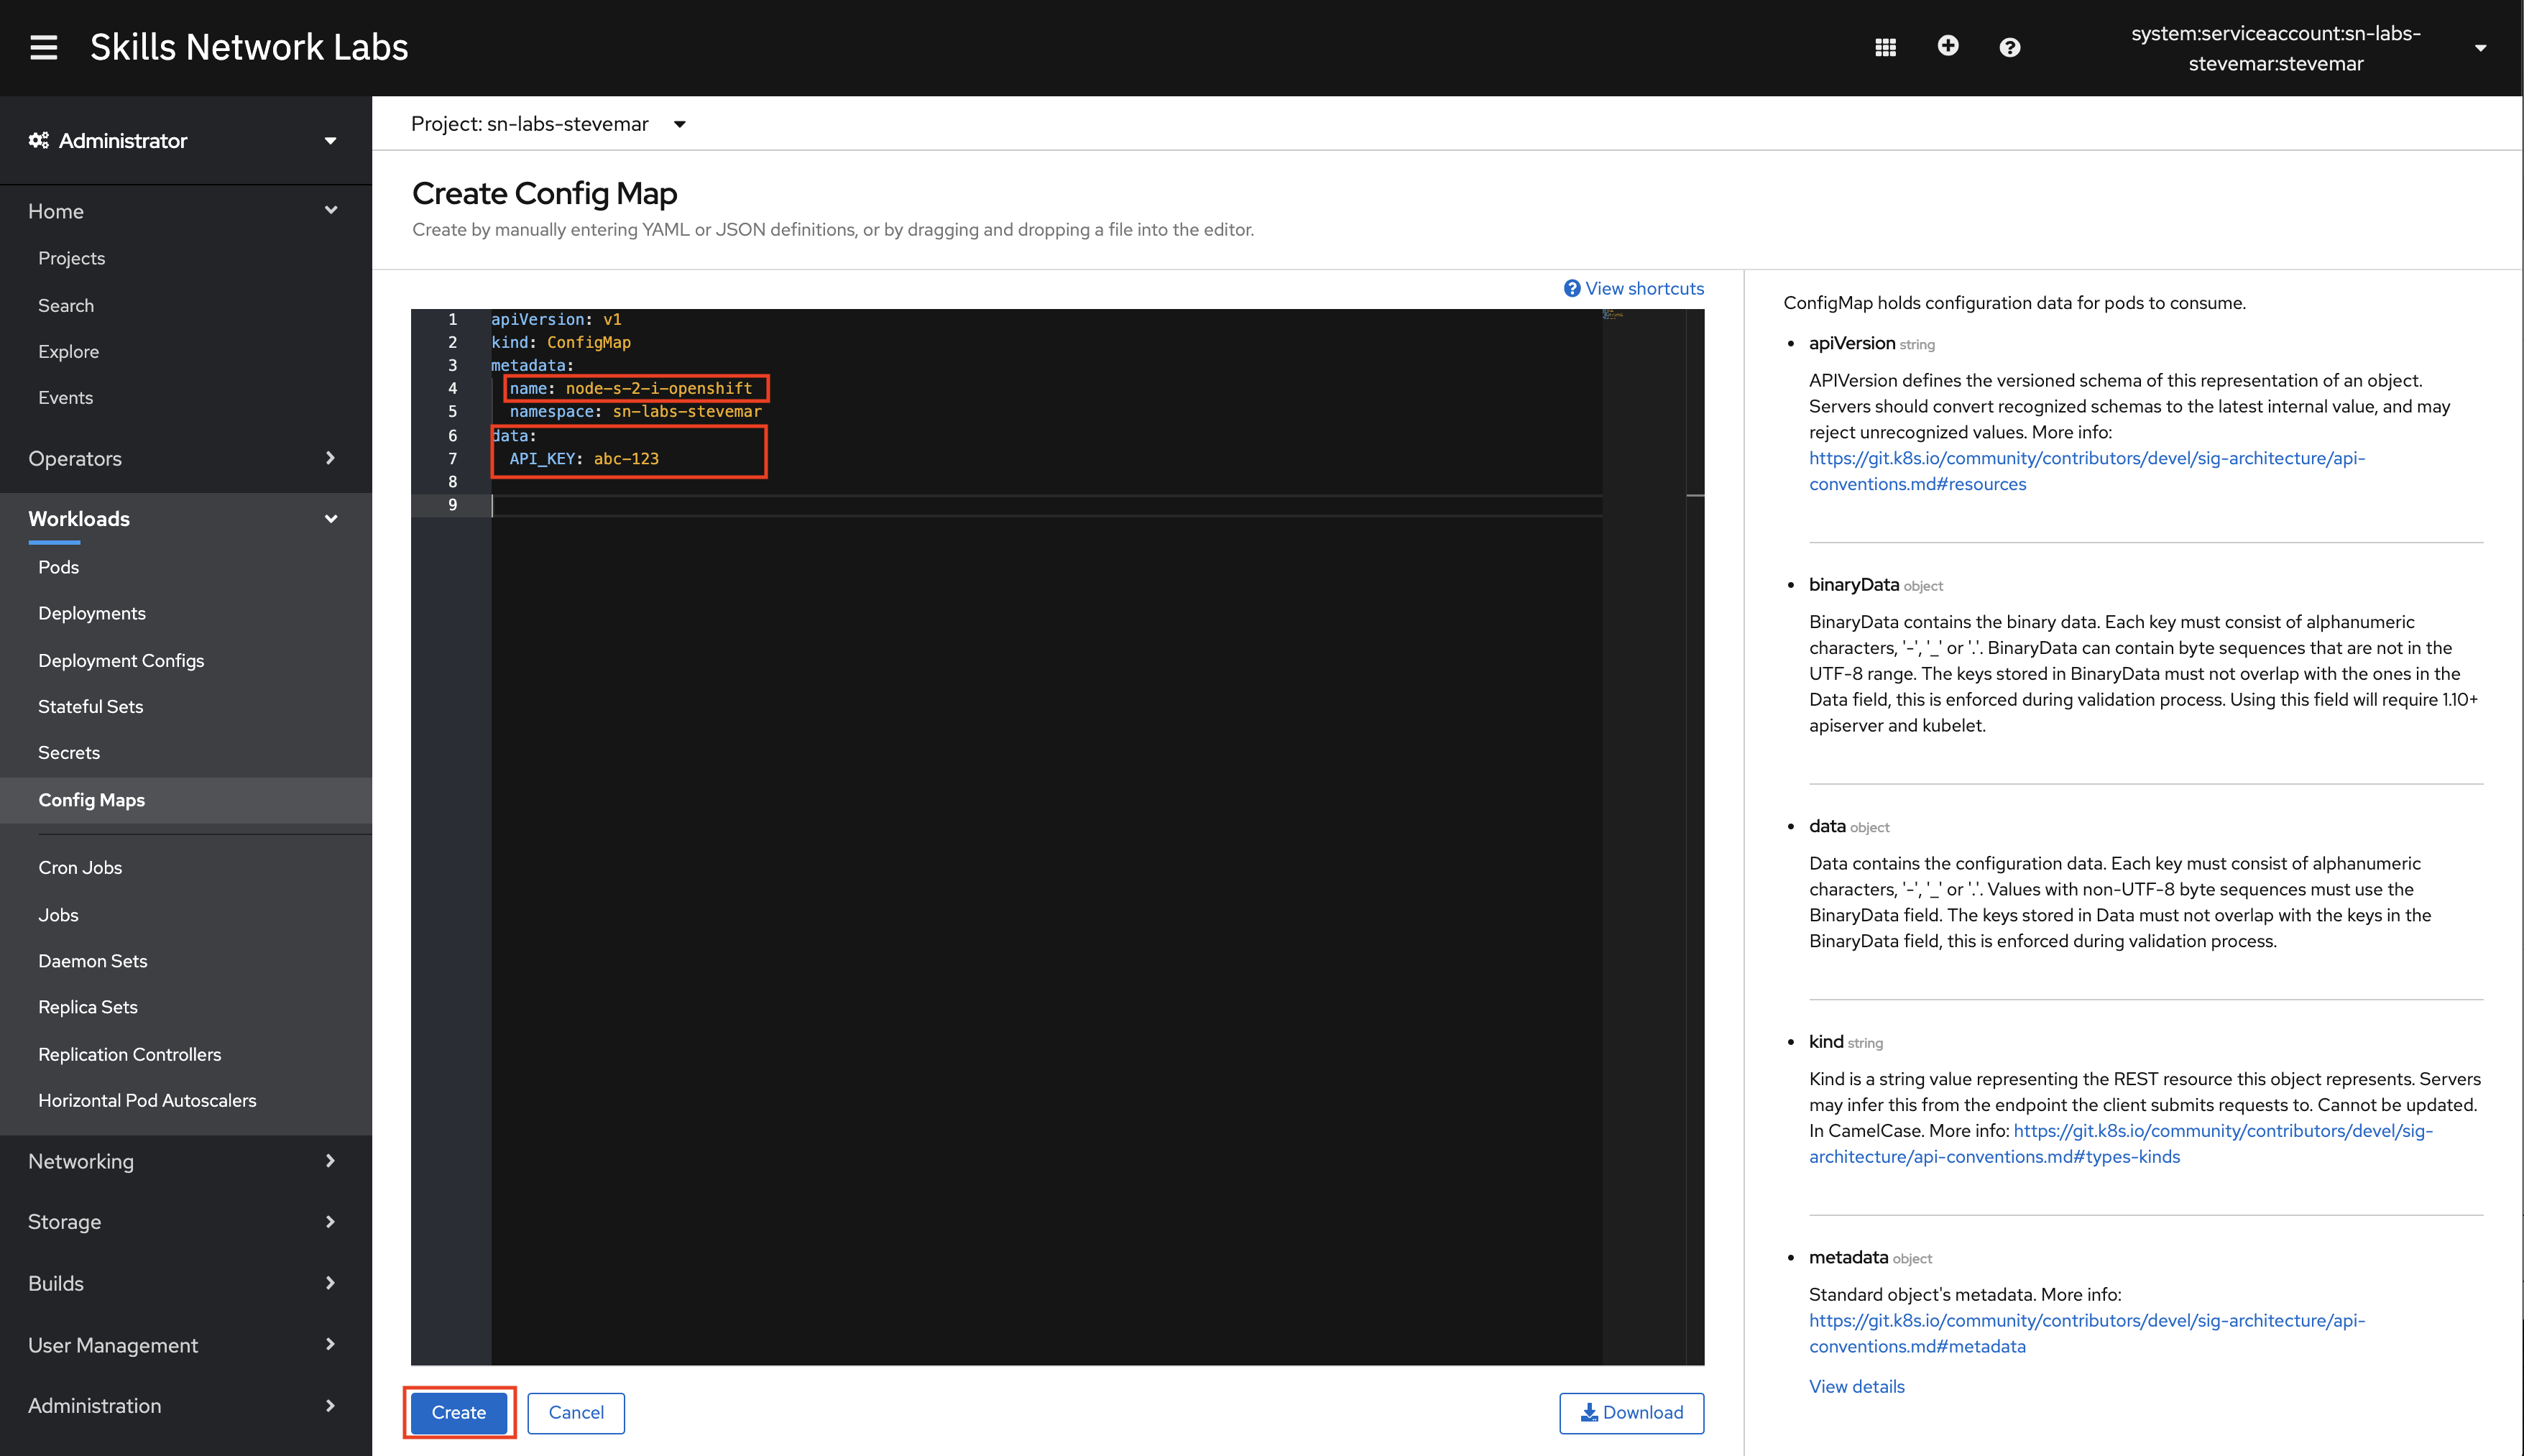 Skills Network Labs
system:serviceaccount:sn-labs-
stevemar:stevemar
Administrator
Home
Projects
Search
Explore
Events
Operators
Workloads
Pods
Deployments
Deployment Configs
Stateful Sets
Secrets
Config Maps
Cron Jobs
Jobs
Daemon Sets
Replica Sets
Replication Controllers
Horizontal Pod Autoscalers
Networking
Storage
Builds
User Management
Administration
Project: sn-labs-stevemar
Create Config Map
Create by manually entering YAML or JSON definitions, or by dragging and dropping a file into the editor.
View shortcuts
1 apiVersion: v1
2 kind: ConfigMap
3 metadata:
4 name: node-s-2-i-openshift
5 namespace: sn-labs-stevemar
6 data:
7 API_KEY: abc-123
8
9
Create
Cancel
Download
ConfigMap holds configuration data for pods to consume.
apiVersion string
APIVersion defines the versioned schema of this representation of an object.
Servers should convert recognized schemas to the latest internal value, and may
reject unrecognized values. More info:
https://git.k8s.io/community/contributors/devel/sig-architecture/api-
conventions.md#resources
binaryData object
BinaryData contains the binary data. Each key must consist of alphanumeric
characters, '-', '_' or '.'. BinaryData can contain byte sequences that are not in the
UTF-8 range. The keys stored in BinaryData must not overlap with the ones in the
Data field, this is enforced during validation process. Using this field will require 1.10+
apiserver and kubelet.
data object
Data contains the configuration data. Each key must consist of alphanumeric
characters, '-', '_' or '.'. Values with non-UTF-8 byte sequences must use the
BinaryData field. The keys stored in Data must not overlap with the keys in the
BinaryData field, this is enforced during validation process.
kind string
Kind is a string value representing the REST resource this object represents. Servers
may infer this from the endpoint the client submits requests to. Cannot be updated.
In CamelCase. More info: https://git.k8s.io/community/contributors/devel/sig-
architecture/api-conventions.md#types-kinds
metadata object
Standard object's metadata. More info:
https://git.k8s.io/community/contributors/devel/sig-architecture/api-
conventions.md#metadata
View details